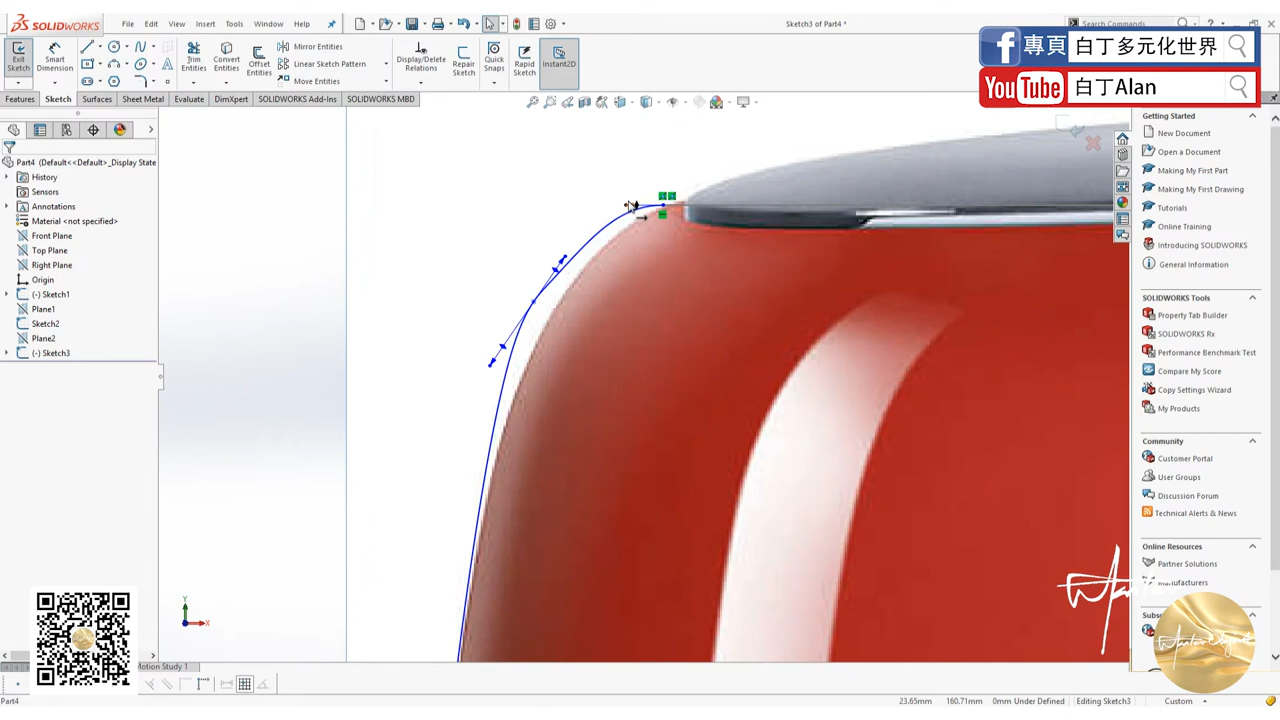 SOLIDWORKS
File Edit View Insert Tools Window Help
Sketch3 of Part4 *
Search Commands
Exit Sketch
Smart Dimension
Trim Entities
Convert Entities
Offset Entities
Mirror Entities
Linear Sketch Pattern
Move Entities
Display/Delete Relations
Repair Sketch
Quick Snaps
Rapid Sketch
Instant2D
專頁 白丁多元化世界
YouTube 白丁Alan
Features Sketch Surfaces Sheet Metal Evaluate DimXpert SOLIDWORKS Add-Ins SOLIDWORKS MBD
Part4 (Default<<Default>_Display State
History
Sensors
Annotations
Material <not specified>
Front Plane
Top Plane
Right Plane
Origin
(-) Sketch1
Plane1
Sketch2
Plane2
(-) Sketch3
Getting Started
New Document
Open a Document
Making My First Part
Making My First Drawing
Tutorials
Online Training
Introducing SOLIDWORKS
General Information
SOLIDWORKS Tools
Property Tab Builder
SOLIDWORKS Rx
Performance Benchmark Test
Compare My Score
Copy Settings Wizard
My Products
Community
Customer Portal
User Groups
Discussion Forum
Technical Alerts & News
Online Resources
Partner Solutions
Manufacturers
Y
X
Motion Study 1
Part4
23.65mm 160.71mm 0mm Under Defined Editing Sketch3 Custom